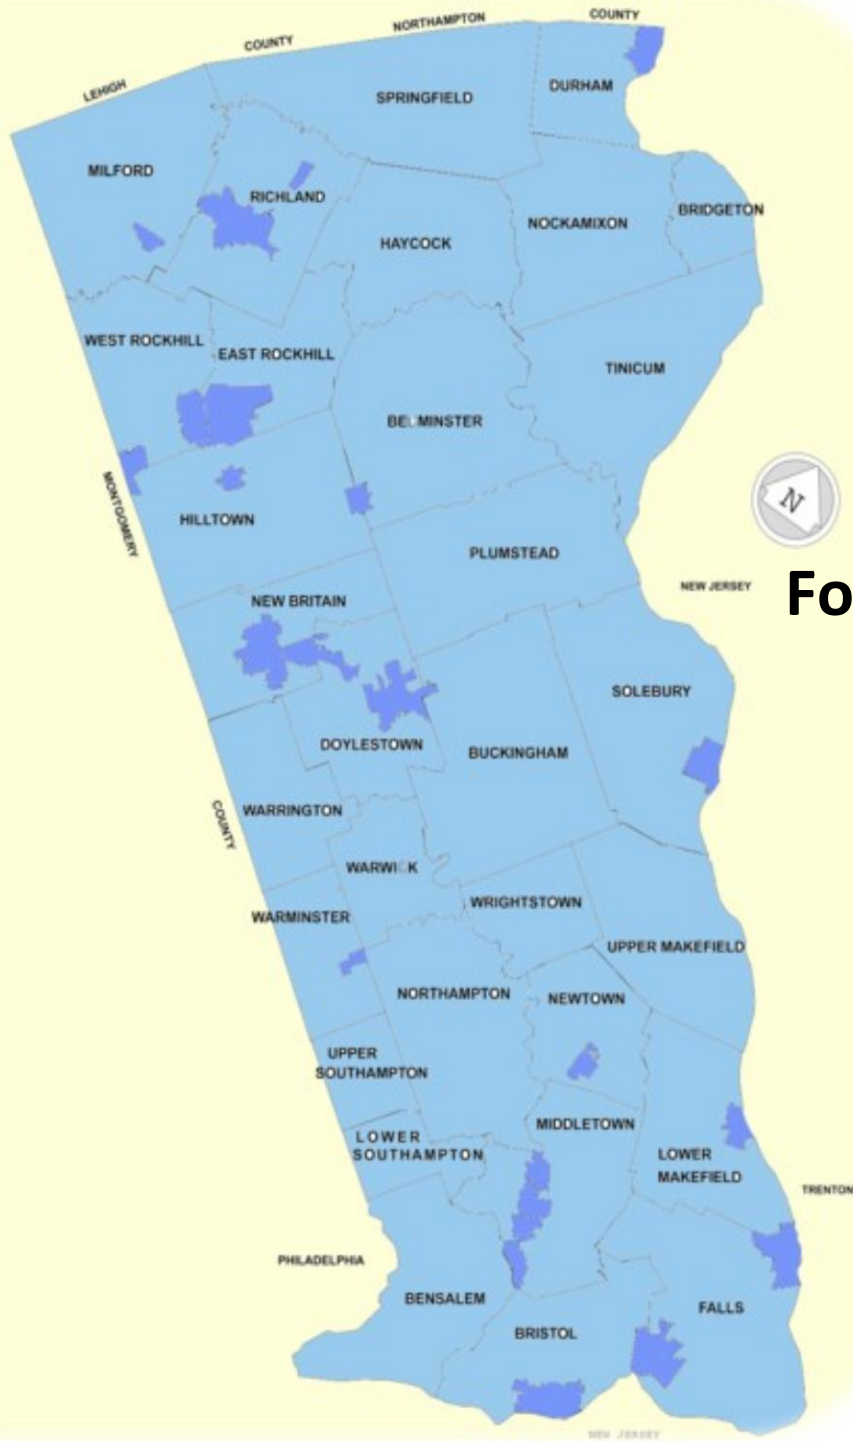 COUNTY
NORTHAMPTON
COUNTY
LEHIGH
SPRINGFIELD
DURHAM
MILFORD
RICHLAND
BRIDGETON
NOCKAMIXON
HAYCOCK
WEST ROCKHILL
EAST ROCKHILL
TINICUM
BEDMINSTER
MONTGOMERY
HILLTOWN
N
PLUMSTEAD
NEW JERSEY
Fo
NEW BRITAIN
SOLEBURY
DOYLESTOWN
BUCKINGHAM
WARRINGTON
COUNTY
WARWICK
WRIGHTSTOWN
WARMINSTER
UPPER MAKEFIELD
NORTHAMPTON
NEWTOWN
UPPER
SOUTHAMPTON
MIDDLETOWN
LOWER
SOUTHAMPTON
LOWER
MAKEFIELD
TRENTON
PHILADELPHIA
BENSALEM
FALLS
BRISTOL
NEW JERSEY